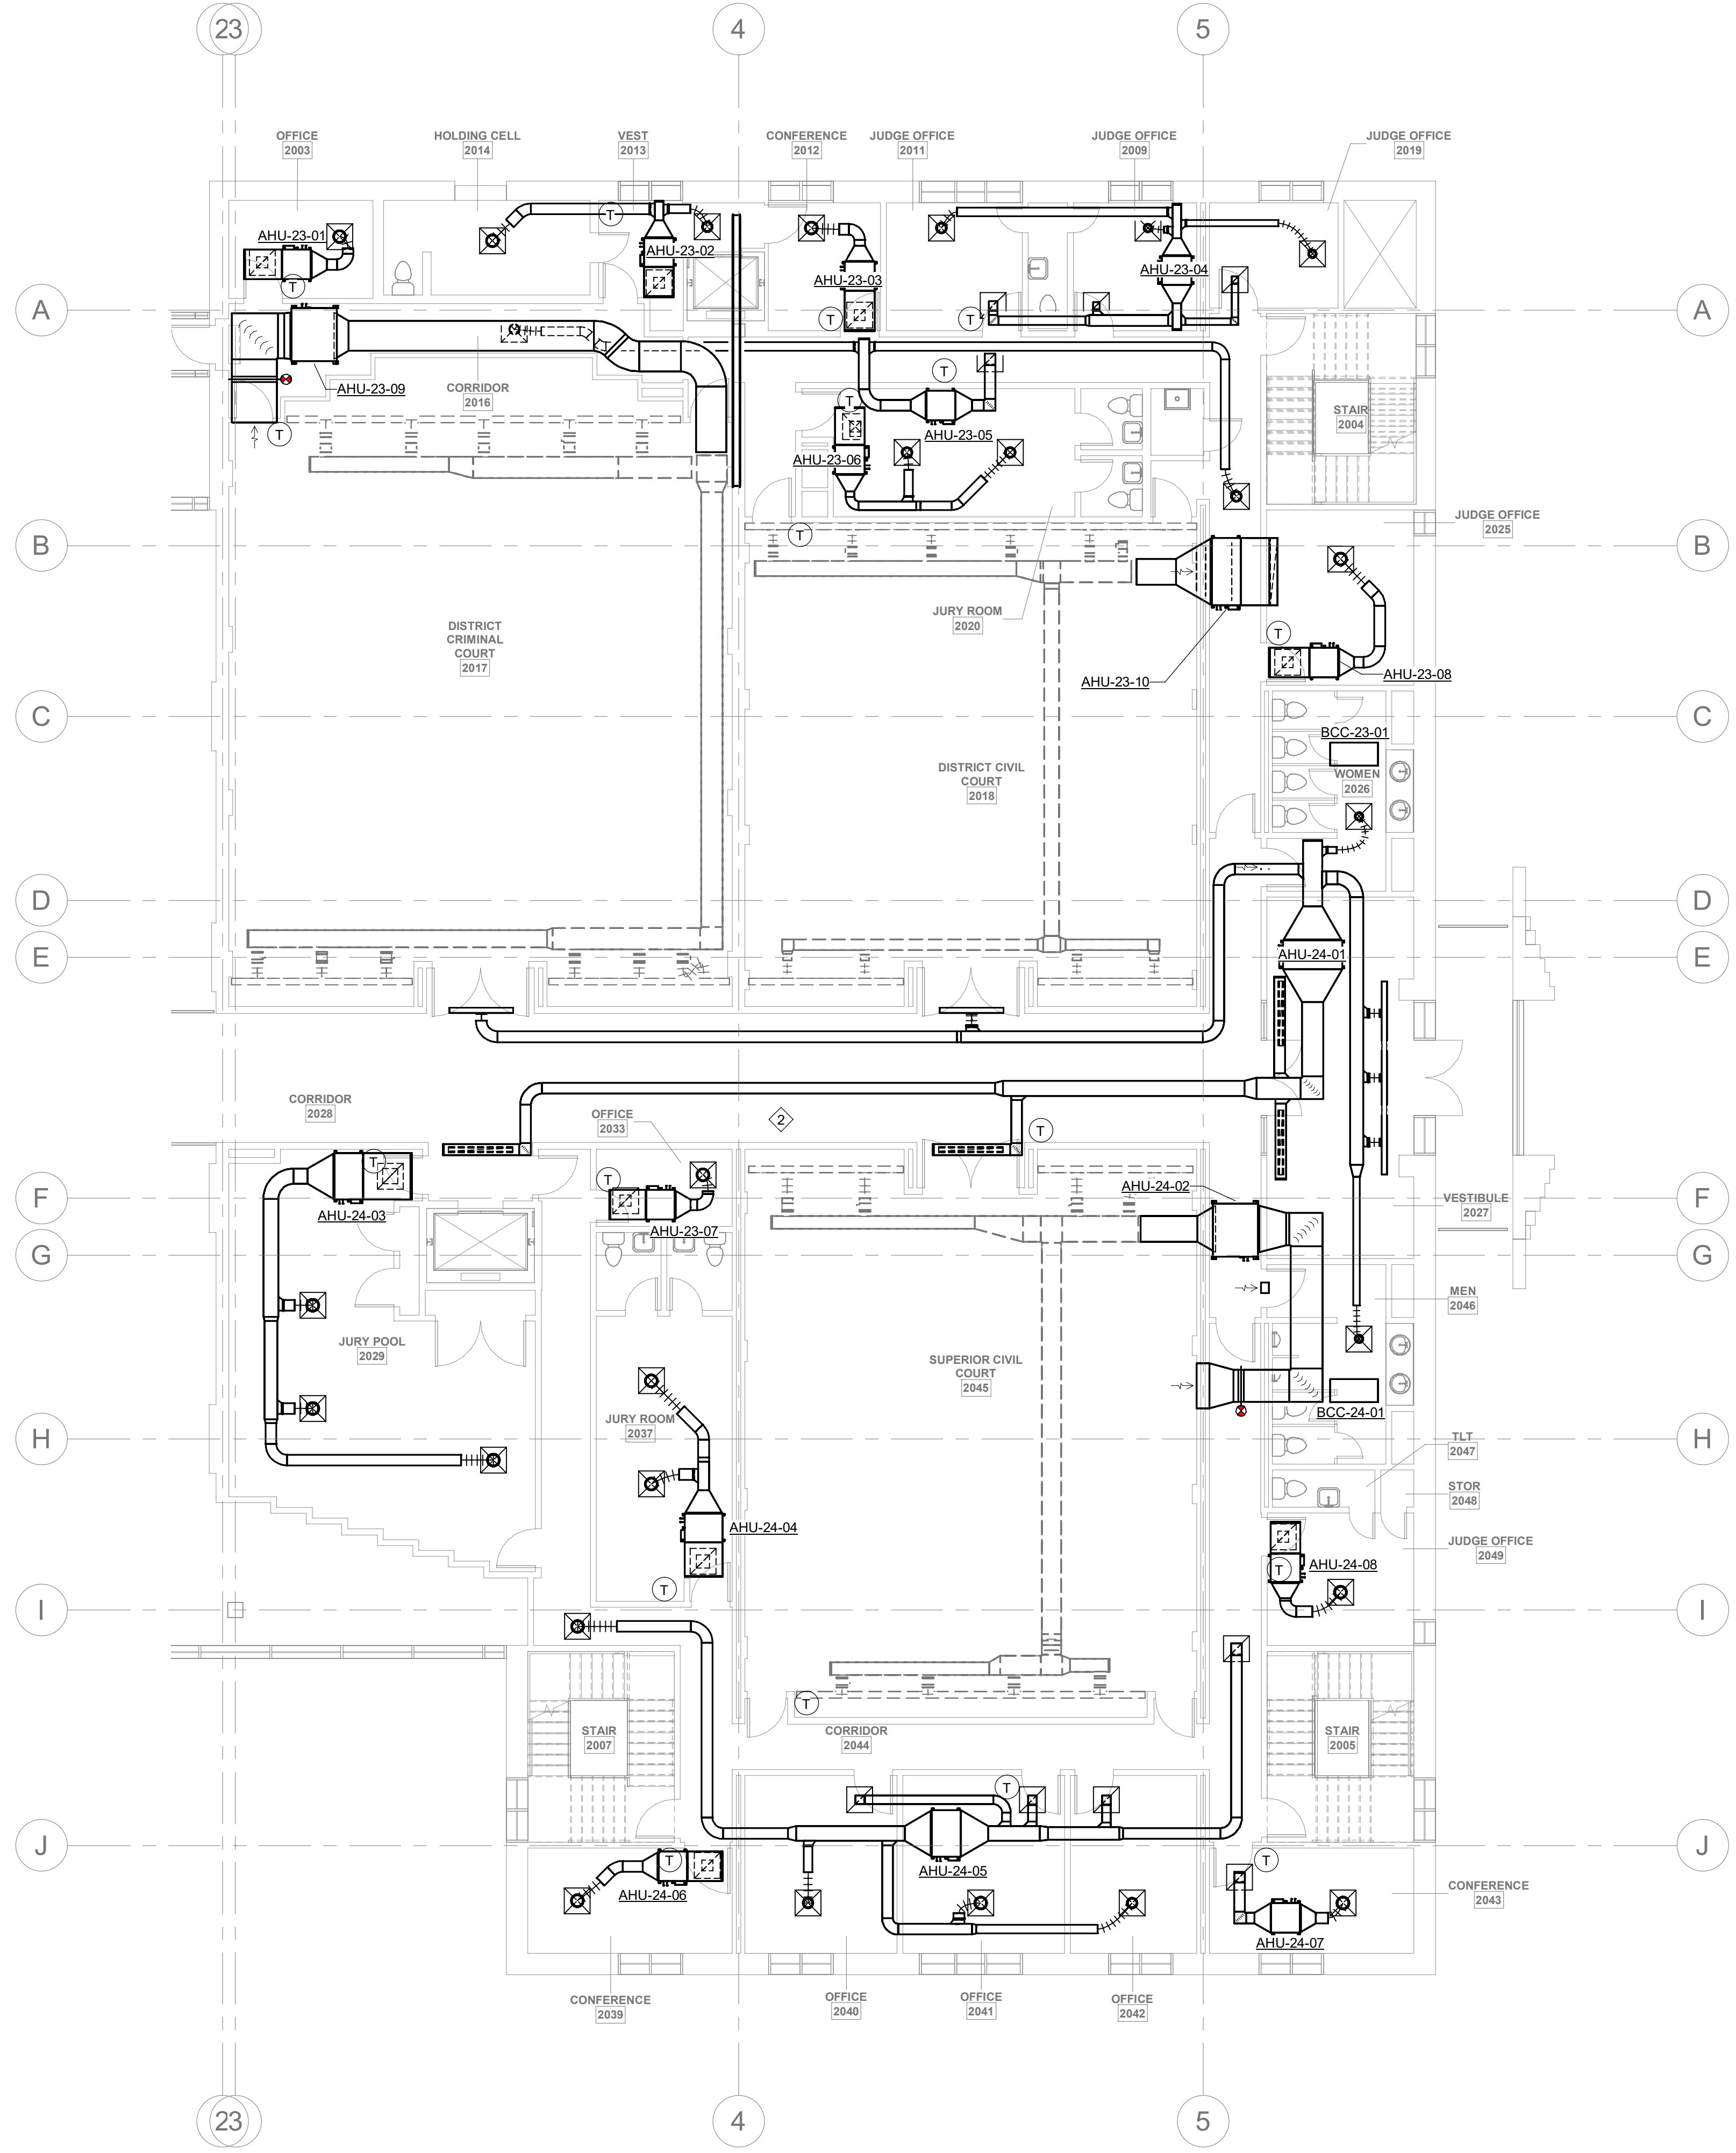 23
4
5
OFFICE
2003
HOLDING CELL
2014
VEST
2013
CONFERENCE
2012
JUDGE OFFICE
2011
JUDGE OFFICE
2009
JUDGE OFFICE
2019
AHU-23-01
T
T
AHU-23-02
AHU-23-03
T
AHU-23-04
T
A
A
AHU-23-09
CORRIDOR
2016
T
T
T
AHU-23-05
AHU-23-06
STAIR
2004
T
JUDGE OFFICE
2025
B
B
JURY ROOM
2020
DISTRICT
CRIMINAL
COURT
2017
T
AHU-23-10
AHU-23-08
C
C
BCC-23-01
WOMEN
2026
DISTRICT CIVIL
COURT
2018
D
D
E
AHU-24-01
E
CORRIDOR
2028
OFFICE
2033
2
T
T
T
AHU-24-03
AHU-23-07
AHU-24-02
F
VESTIBULE
2027
F
G
G
MEN
2046
JURY POOL
2029
SUPERIOR CIVIL
COURT
2045
JURY ROOM
2037
BCC-24-01
H
TLT
2047
H
STOR
2048
AHU-24-04
JUDGE OFFICE
2049
T
T
AHU-24-08
I
I
T
STAIR
2007
CORRIDOR
2044
STAIR
2005
T
J
J
T
AHU-24-06
AHU-24-05
T
CONFERENCE
2043
AHU-24-07
CONFERENCE
2039
OFFICE
2040
OFFICE
2041
OFFICE
2042
23
4
5